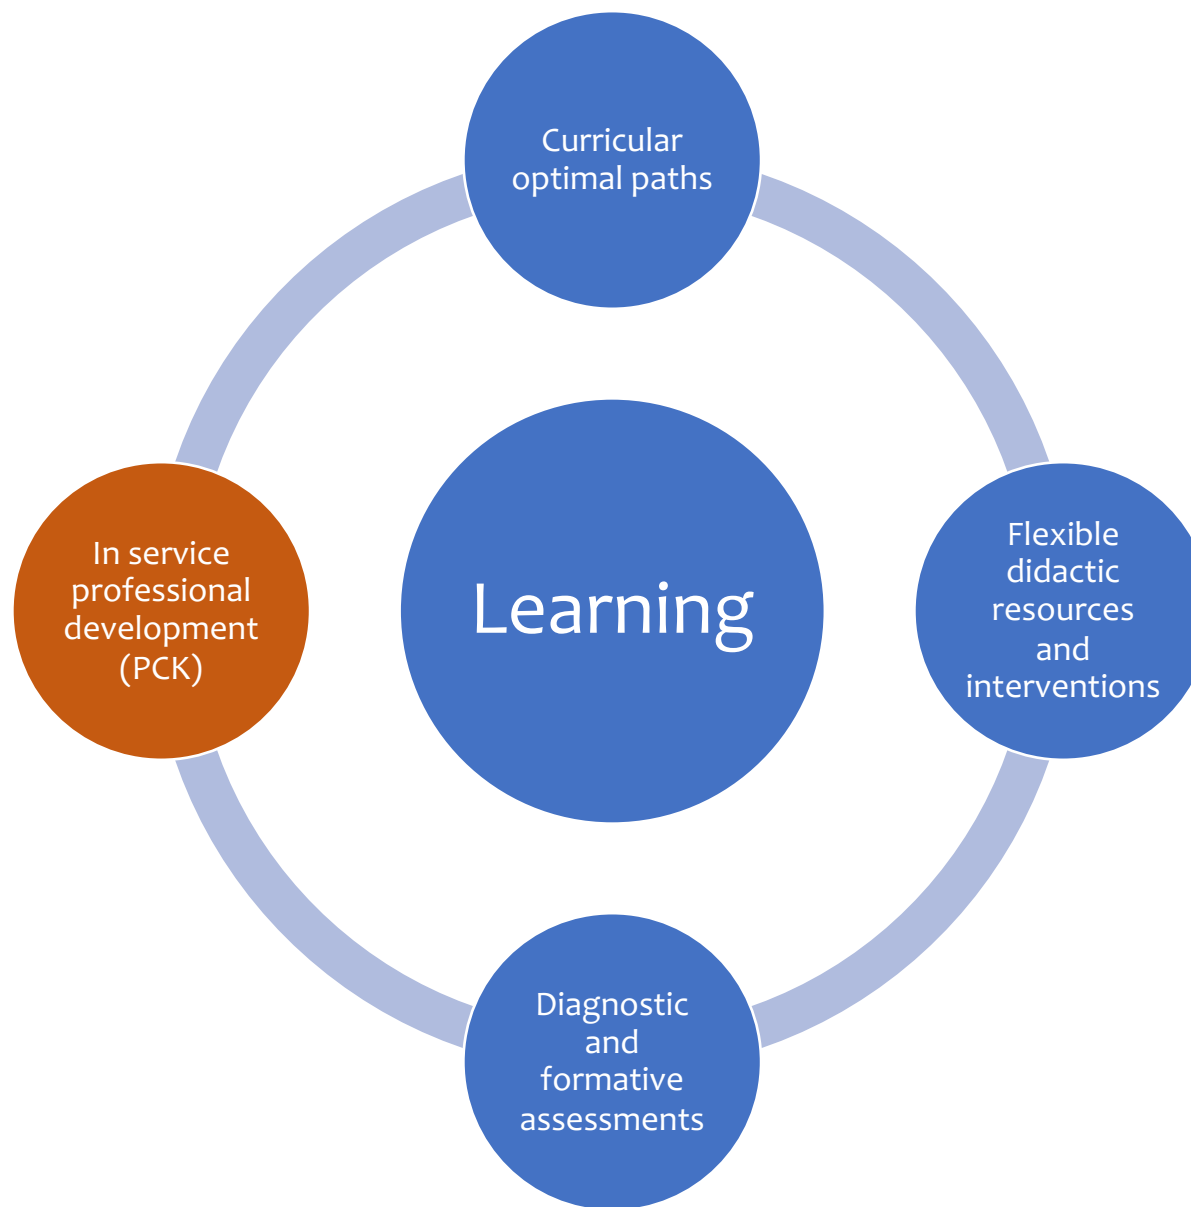 Curricular
optimal paths
In service
professional
development
(PCK)
Learning
Flexible
didactic
resources
and
interventions
Diagnostic
and
formative
assessments